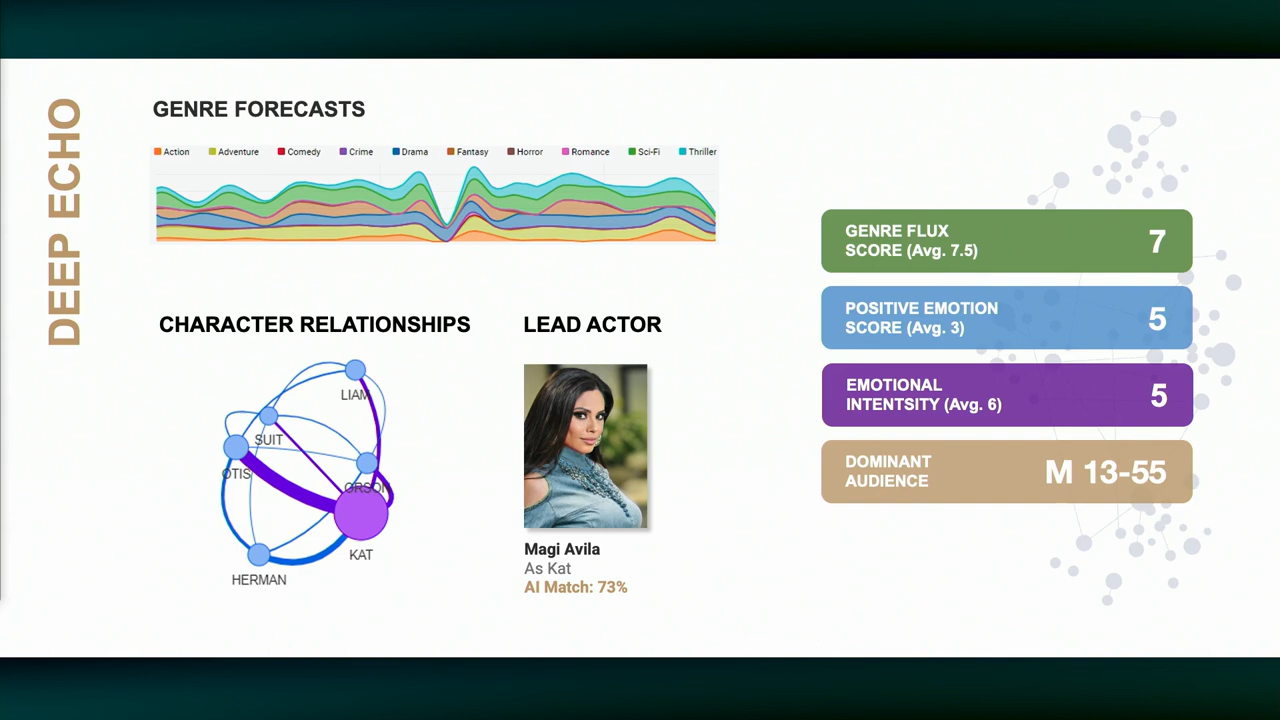 DEEP ECHO
GENRE FORECASTS
Action Adventure Comedy Crime Drama Fantasy Horror Romance Sci-Fi Thriller
CHARACTER RELATIONSHIPS
LIAM
SUIT
OTIS
ORSON
KAT
HERMAN
LEAD ACTOR
Magi Avila
As Kat
AI Match: 73%
GENRE FLUX
SCORE (Avg. 7.5)
7
POSITIVE EMOTION
SCORE (Avg. 3)
5
EMOTIONAL
INTENTSITY (Avg. 6)
5
DOMINANT
AUDIENCE
M 13-55